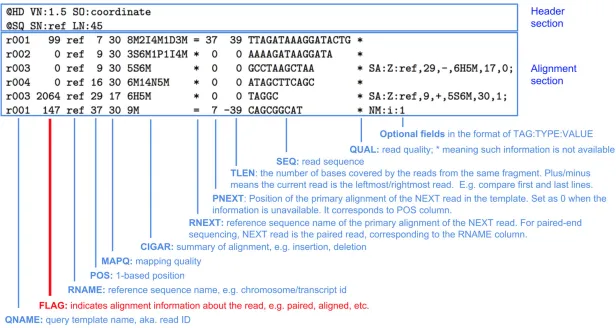 @HD VN:1.5 SO:coordinate
@SQ SN:ref LN:45
Header
section
r001 99 ref 7 30 8M2I4M1D3M = 37 39 TTAGATAAAGGATACTG *
r002 0 ref 9 30 3S6M1P1I4M * 0 0 AAAAGATAAGGATA *
r003 0 ref 9 30 5S6M * 0 0 GCCTAAGCTAA * SA:Z:ref,29,-,6H5M,17,0;
r004 0 ref 16 30 6M14N5M * 0 0 ATAGCTTCAGC *
r003 2064 ref 29 17 6H5M * 0 0 TAGGC * SA:Z:ref,9,+,5S6M,30,1;
r001 147 ref 37 30 9M = 7 -39 CAGCGGCAT * NM:i:1
Alignment
section
Optional fields in the format of TAG:TYPE:VALUE
QUAL: read quality; * meaning such information is not available
SEQ: read sequence
TLEN: the number of bases covered by the reads from the same fragment. Plus/minus
means the current read is the leftmost/rightmost read. E.g. compare first and last lines.
PNEXT: Position of the primary alignment of the NEXT read in the template. Set as 0 when the
information is unavailable. It corresponds to POS column.
RNEXT: reference sequence name of the primary alignment of the NEXT read. For paired-end
sequencing, NEXT read is the paired read, corresponding to the RNAME column.
CIGAR: summary of alignment, e.g. insertion, deletion
MAPQ: mapping quality
POS: 1-based position
RNAME: reference sequence name, e.g. chromosome/transcript id
FLAG: indicates alignment information about the read, e.g. paired, aligned, etc.
QNAME: query template name, aka. read ID